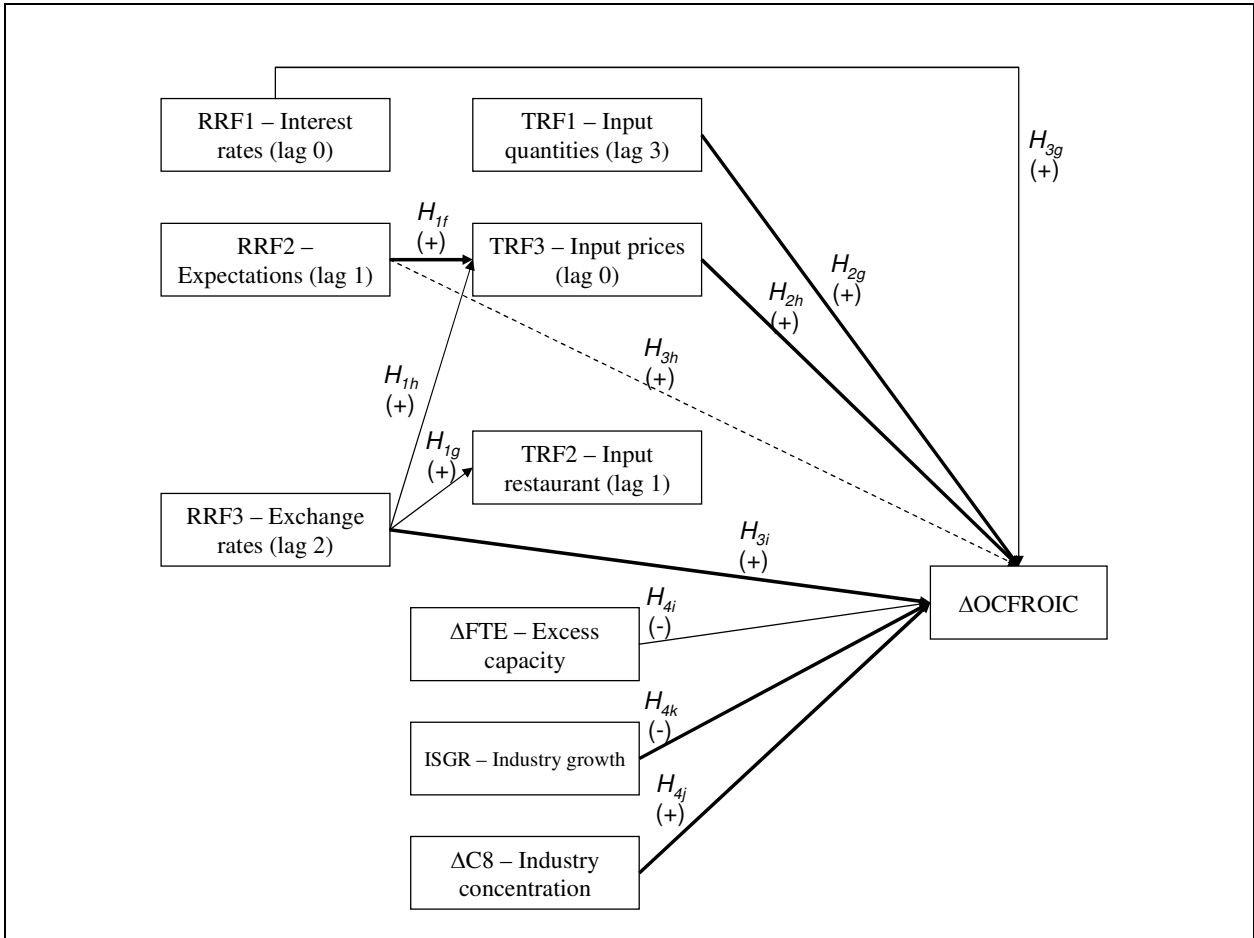 RRF1 – Interest
rates (lag 0)
TRF1 – Input
quantities (lag 3)
H3g
(+)
RRF2 –
Expectations (lag 1)
H1f
(+)
TRF3 – Input prices
(lag 0)
H2g
(+)
H2h
(+)
H3h
(+)
H1h
(+)
H1g
(+)
TRF2 – Input
restaurant (lag 1)
RRF3 – Exchange
rates (lag 2)
H3i
(+)
ΔOCFROIC
ΔFTE – Excess
capacity
H4i
(-)
ISGR – Industry growth
H4k
(-)
ΔC8 – Industry
concentration
H4j
(+)